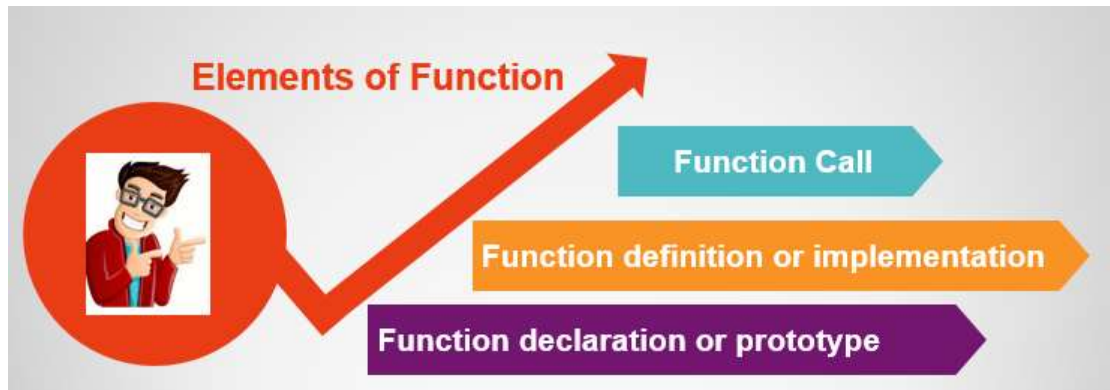 Elements of Function
Function Call
Function definition or implementation
Function declaration or prototype